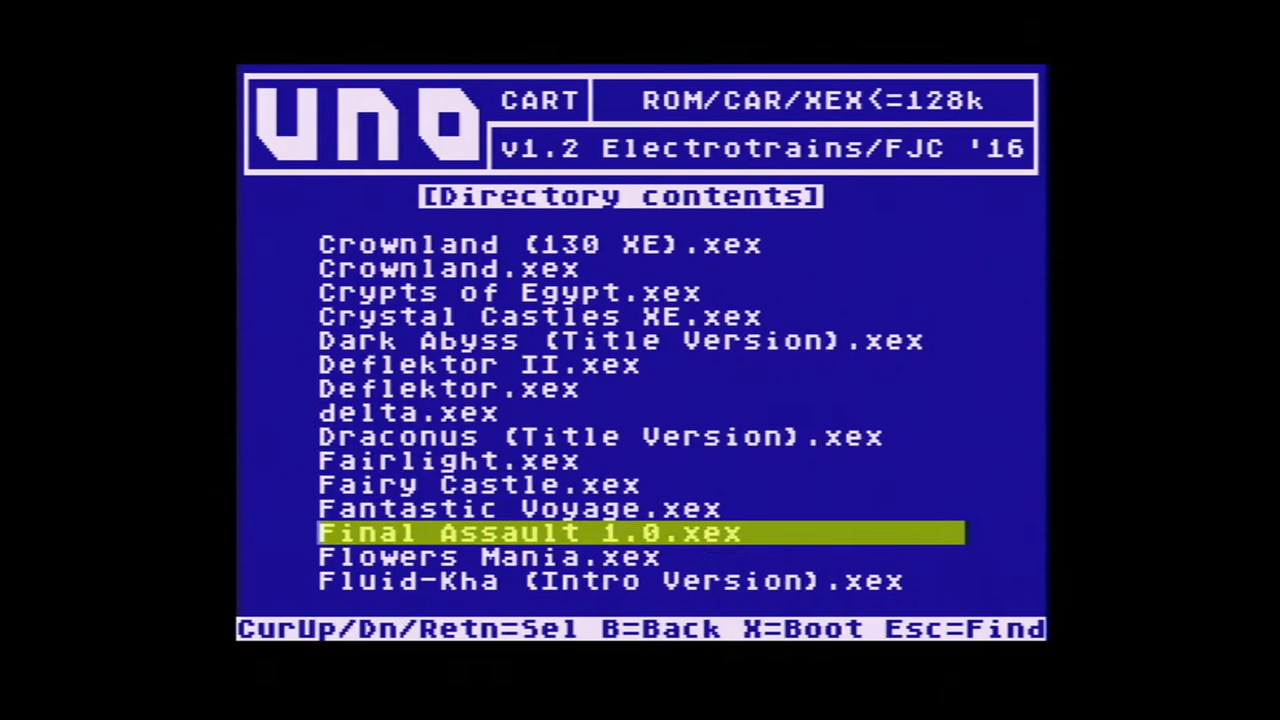 UNO CART ROM/CAR/XEX<=128k
v1.2 Electrotrains/FJC '16
[Directory contents]
Crownland (130 XE).xex
Crownland.xex
Crypts of Egypt.xex
Crystal Castles XE.xex
Dark Abyss (Title Version).xex
Deflektor II.xex
Deflektor.xex
delta.xex
Draconus (Title Version).xex
Fairlight.xex
Fairy Castle.xex
Fantastic Voyage.xex
Final Assault 1.0.xex
Flowers Mania.xex
Fluid-Kha (Intro Version).xex
CurUp/Dn/Retn=Sel B=Back X=Boot Esc=Find